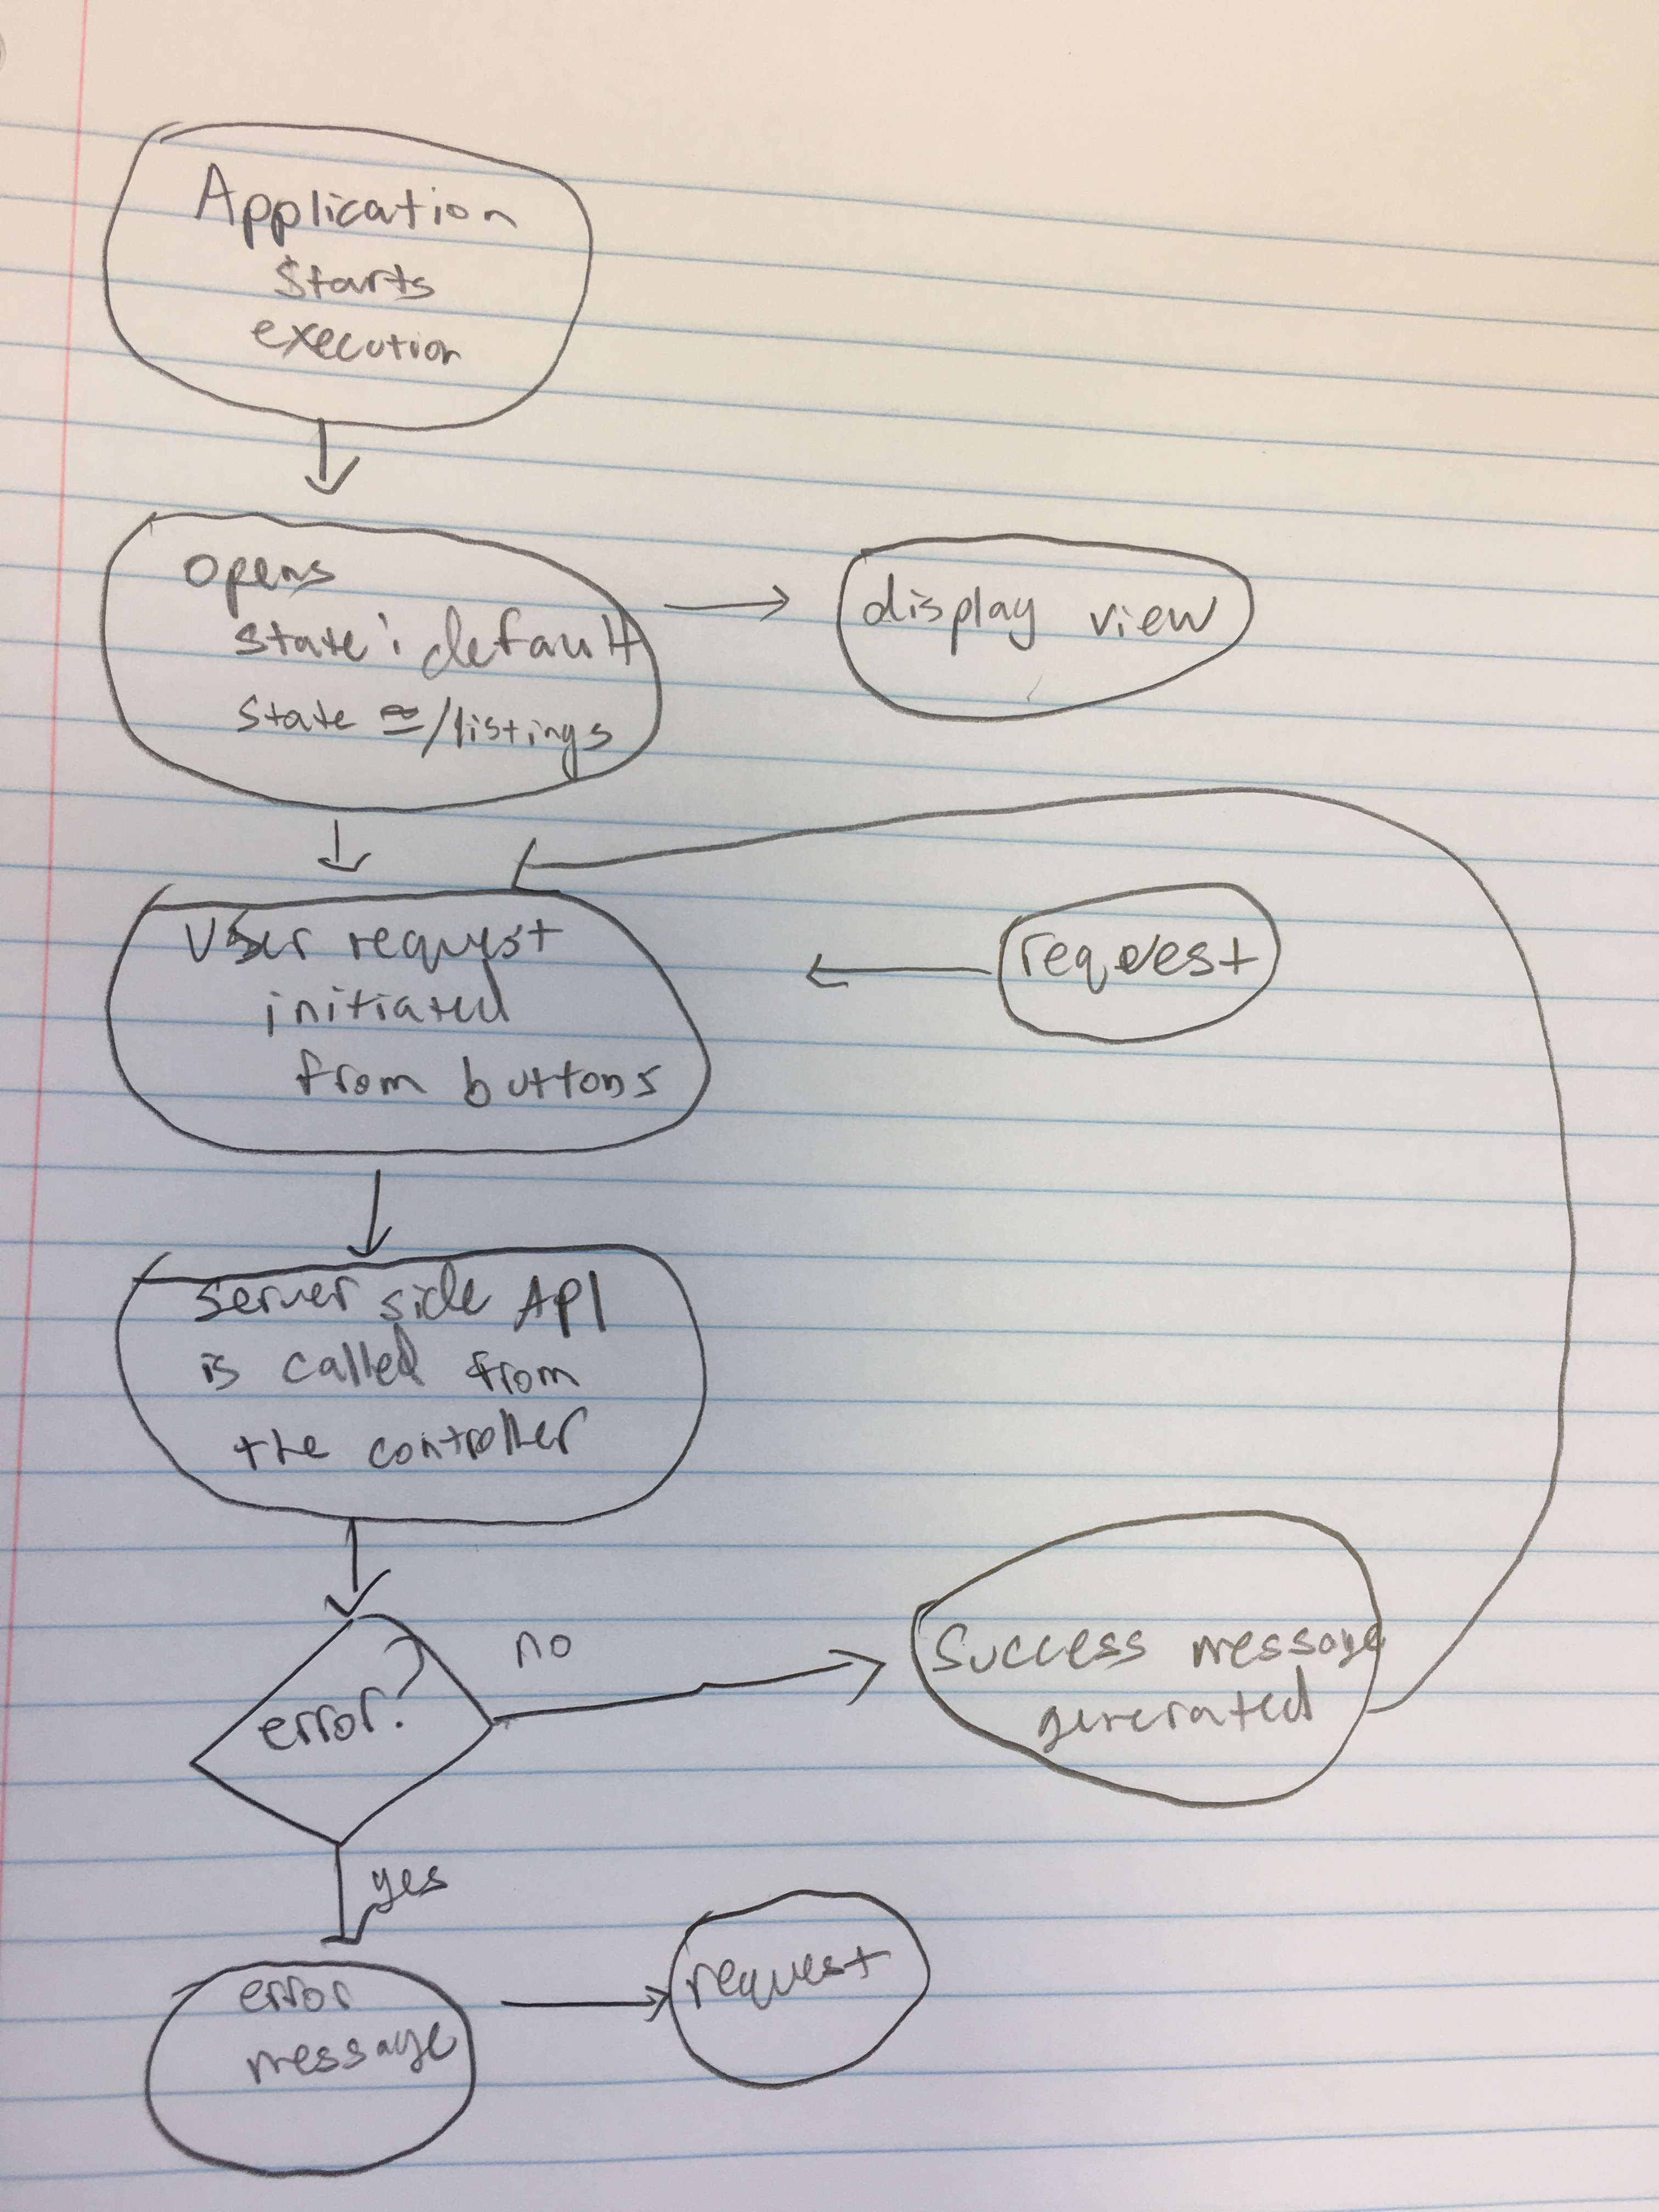 Application
starts
execution
opens
state; default
state = /listings
display view
User request
initiated
from buttons
request
server side API
is called from
the controller
error?
no
yes
Success message
generated
error
message
request